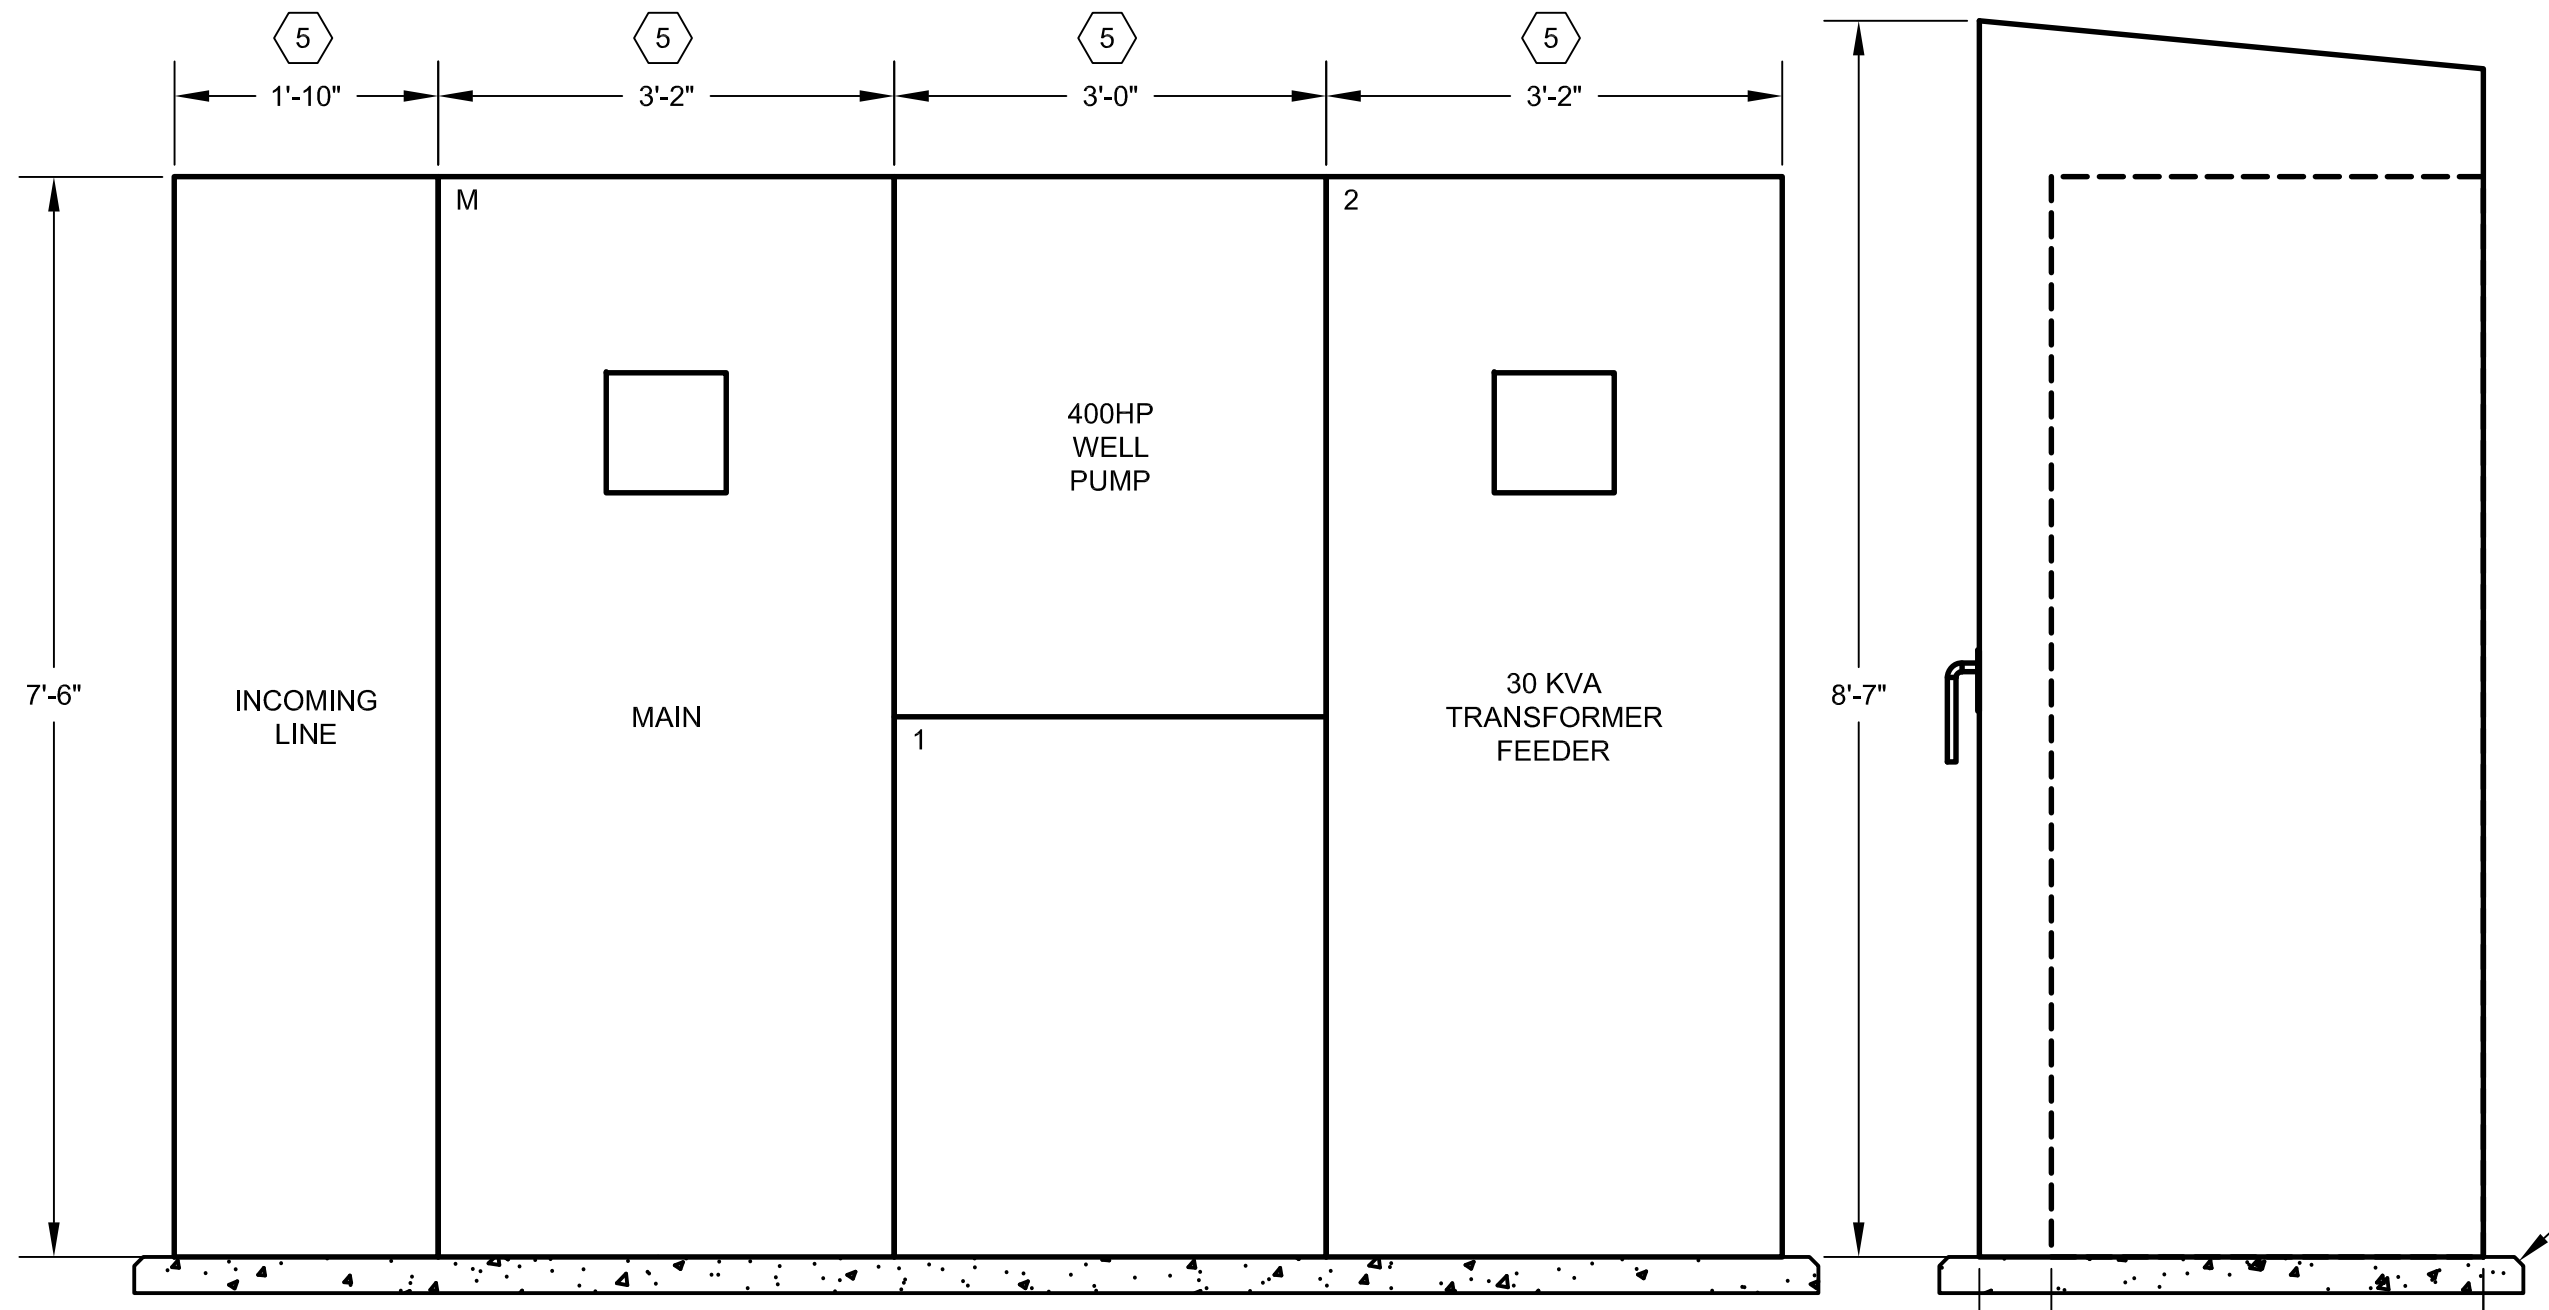 5 5 5 5
1'-10" 3'-2" 3'-0" 3'-2"
M 2
400HP
WELL
PUMP
7'-6"
INCOMING
LINE
MAIN
1
30 KVA
TRANSFORMER
FEEDER
8'-7"